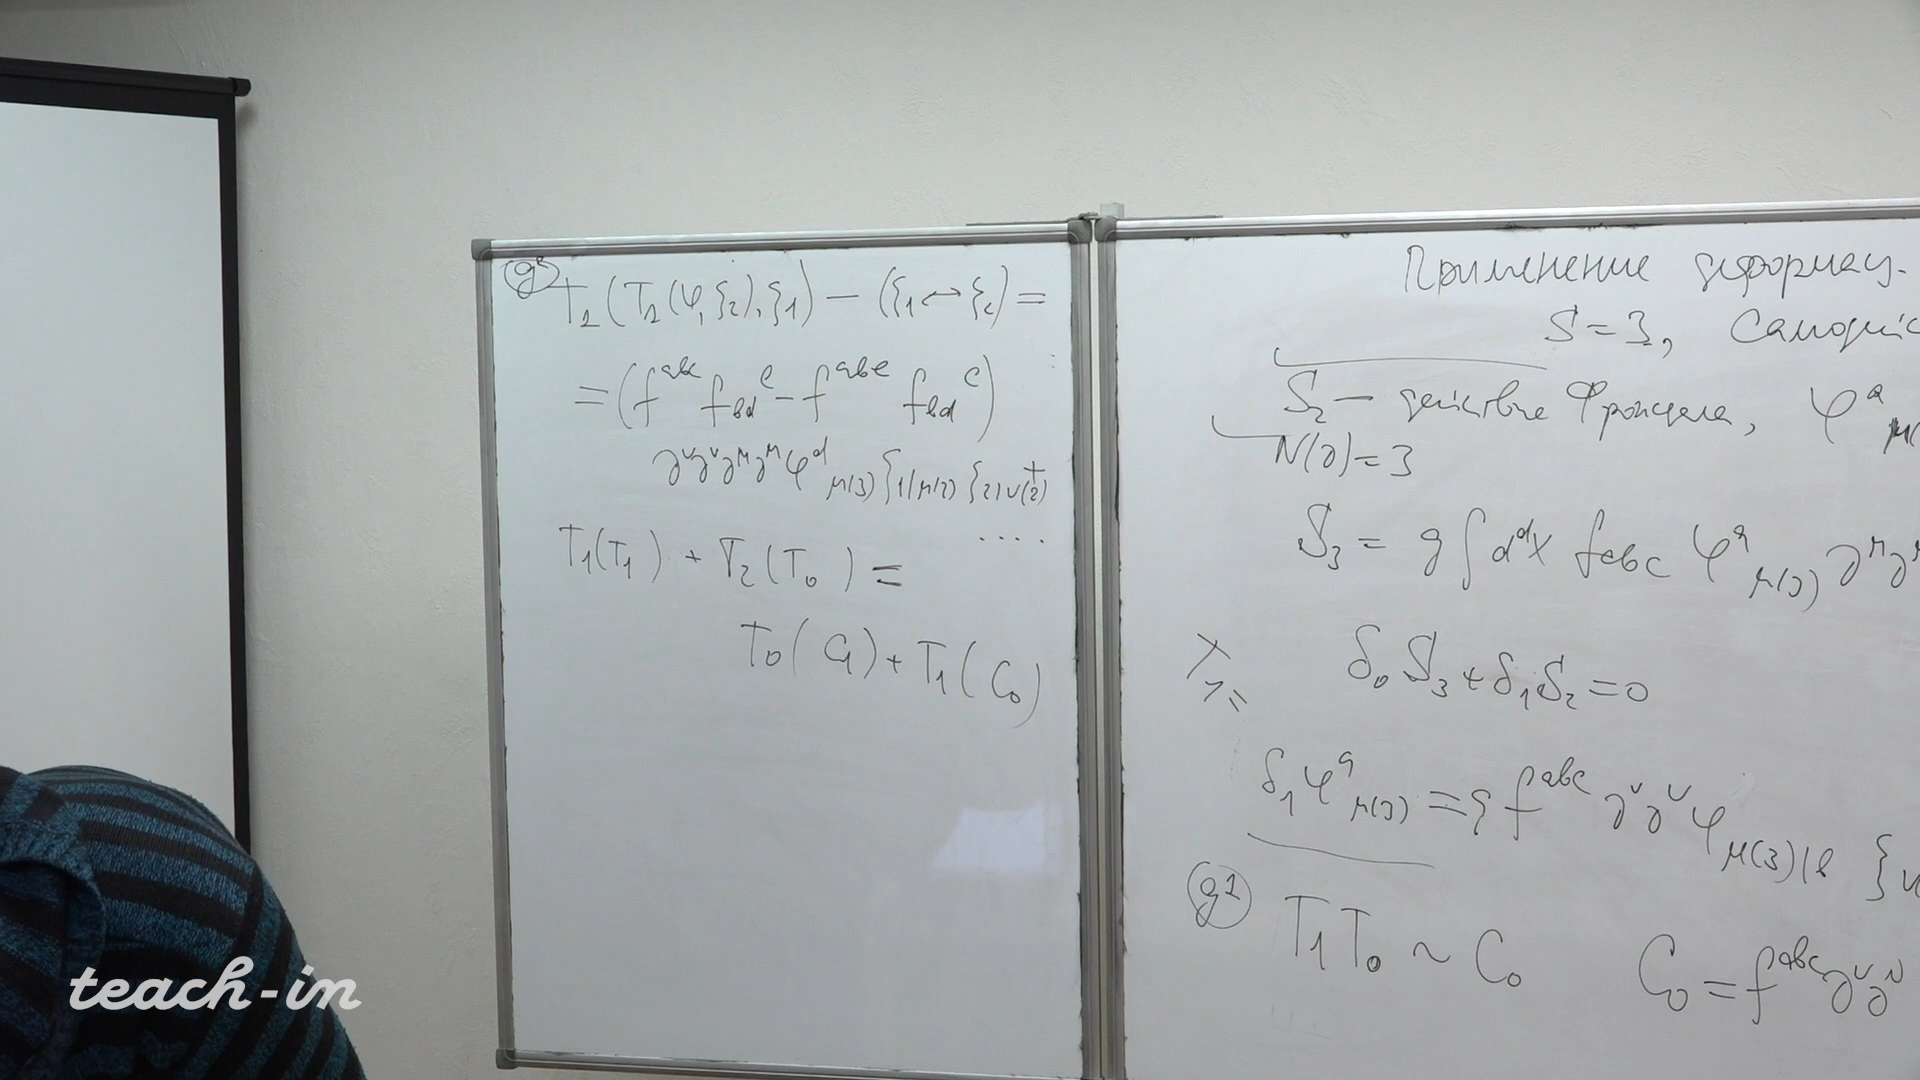 g² T₂(T₂(φ, ξ₂), ξ₁) − (ξ₁ ↔ ξ₂) =
= (f^{abc} f_{bd}^e − f^{abe} f_{bd}^c)
∂^ν∂^ν∂^μ∂^μ φ^d_{μ(3)} ξ_{1|μ(2)} ξ_{2|ν(2)} +
....
T₁(T₁) + T₂(T₀) =
T₀(C₁) + T₁(C₀)
Применение деформац.
S = 3,
S₂ – действие Фронсдала, φ^a
N(∂) = 3
S₃ = g ∫ d^d x f_{abc} φ^a_{μ(3)} ∂^μ∂^μ
δ₀ S₃ + δ₁ S₂ = 0
δ₁ φ^a_{μ(3)} = g f^{abc} ∂^ν∂^ν φ_{μ(3)|b} ξ_ν
g1 T₁ T₀ ~ C₀ C₀ = f^{abc} ∂^ν∂^ν
teach-in